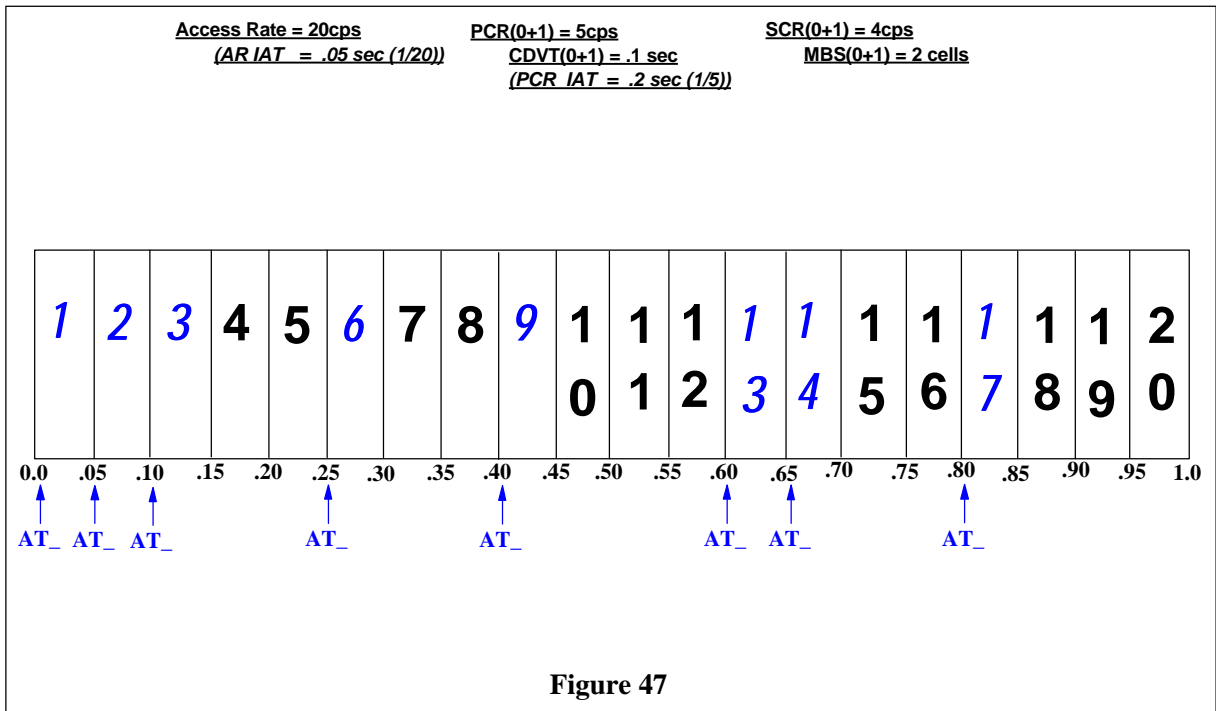 Access Rate = 20cps PCR(0+1) = 5cps SCR(0+1) = 4cps
(AR IAT = .05 sec (1/20)) CDVT(0+1) = .1 sec MBS(0+1) = 2 cells
(PCR IAT = .2 sec (1/5))
1 2 3 4 5 6 7 8 9 10 11 12 13 14 15 16 17 18 19 20
0.0 .05 .10 .15 .20 .25 .30 .35 .40 .45 .50 .55 .60 .65 .70 .75 .80 .85 .90 .95 1.0
AT_ AT_ AT_ AT_ AT_ AT_ AT_ AT_
Figure 47